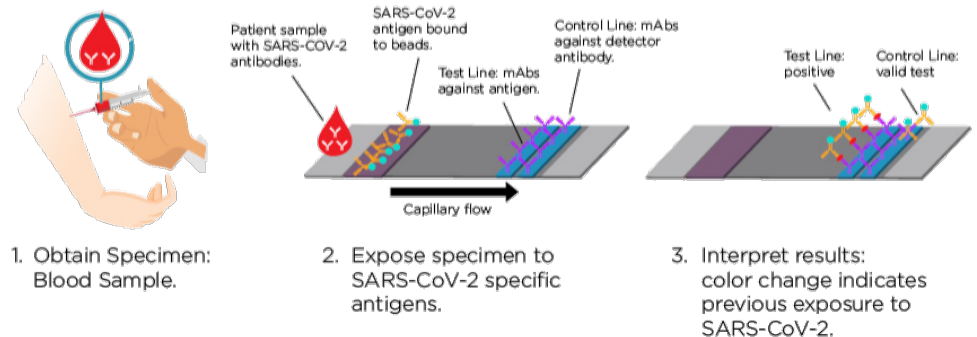 Patient sample
with SARS-COV-2
antibodies.
SARS-CoV-2
antigen bound
to beads.
Test Line: mAbs
against antigen.
Control Line: mAbs
against detector
antibody.
Capillary flow
Test Line:
positive
Control Line:
valid test
1. Obtain Specimen:
Blood Sample.
2. Expose specimen to
SARS-CoV-2 specific
antigens.
3. Interpret results:
color change indicates
previous exposure to
SARS-CoV-2.